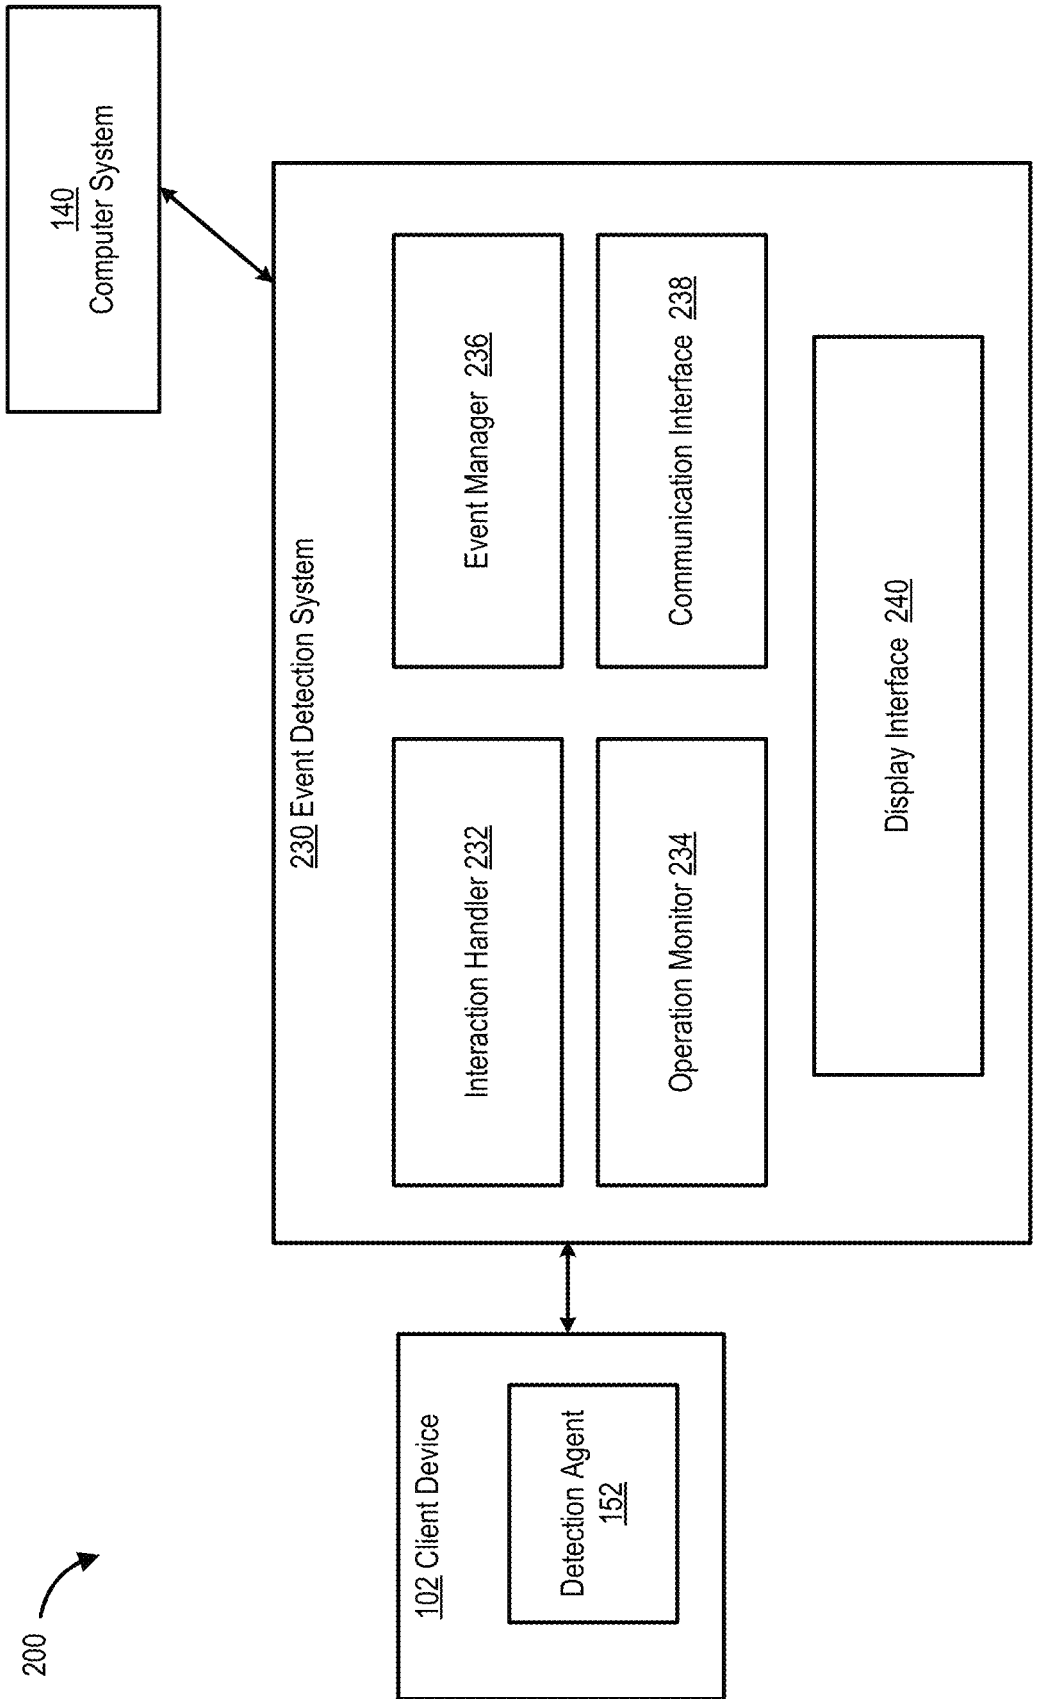 200
102 Client Device
Detection Agent
152
230 Event Detection System
Interaction Handler 232
Event Manager 236
Operation Monitor 234
Communication Interface 238
Display Interface 240
140
Computer System